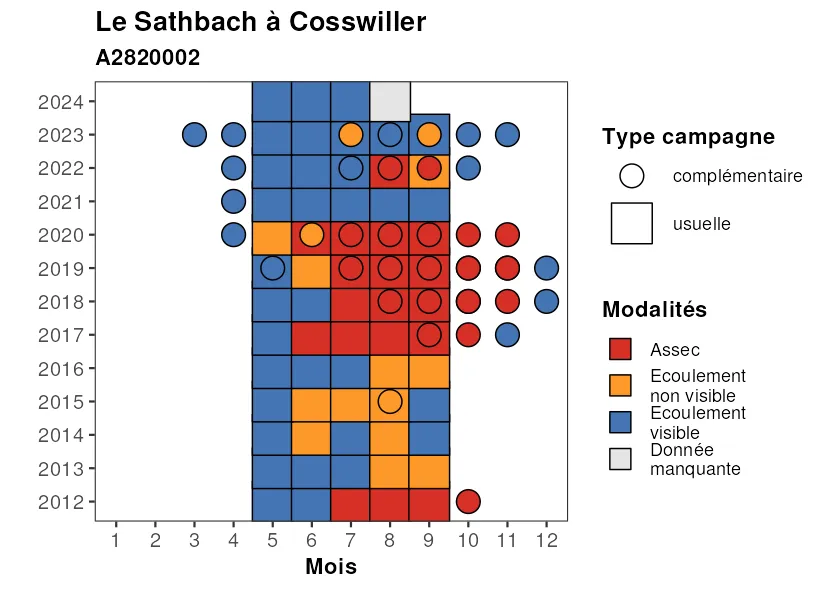 Le Sathbach à Cosswiller
A2820002
2024
2023
2022
2021
2020
2019
2018
2017
2016
2015
2014
2013
2012
1 2 3 4 5 6 7 8 9 10 11 12
Mois
Type campagne
complémentaire
usuelle
Modalités
Assec
Ecoulement
non visible
Ecoulement
visible
Donnée
manquante